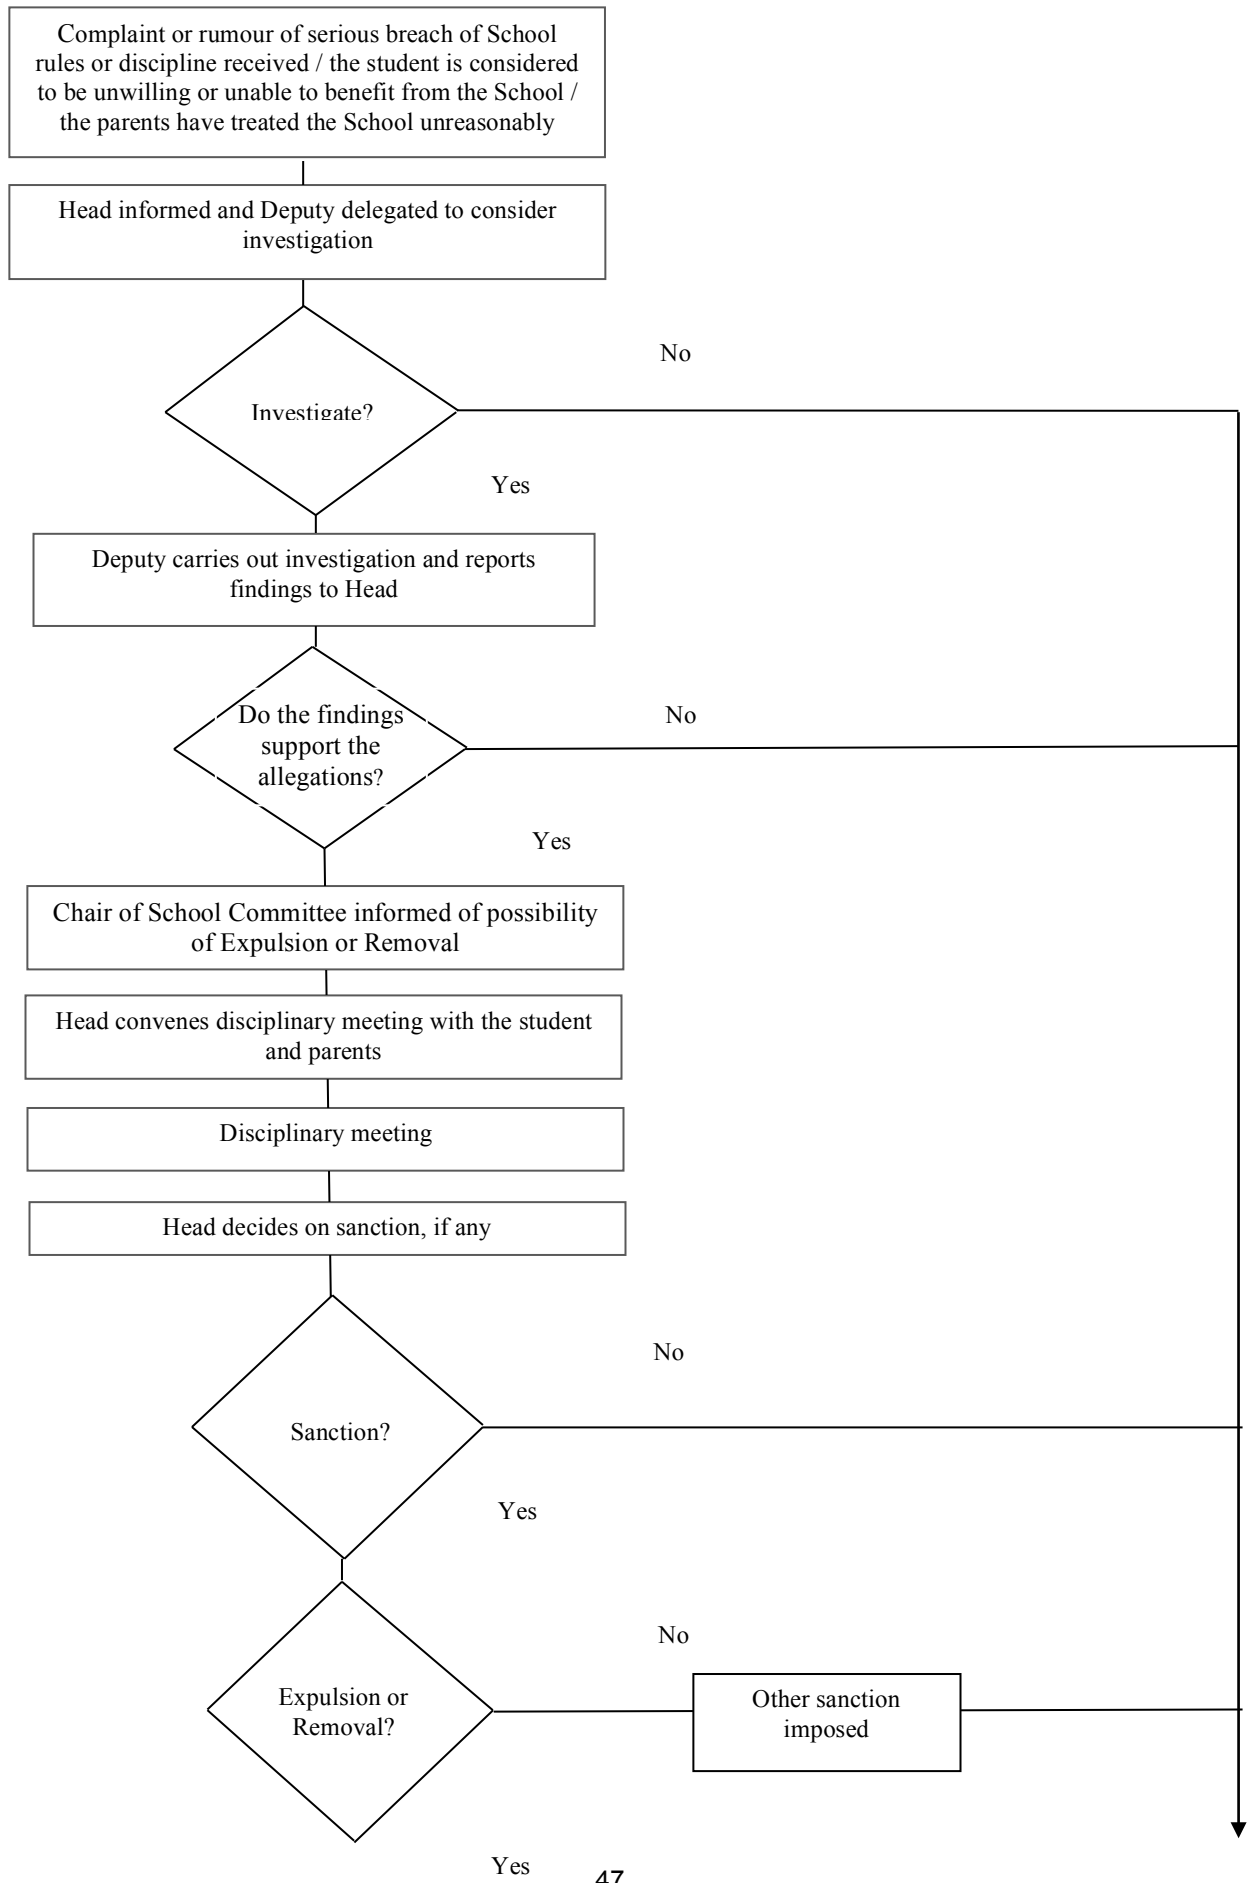 Complaint or rumour of serious breach of School
rules or discipline received / the student is considered
to be unwilling or unable to benefit from the School /
the parents have treated the School unreasonably
Head informed and Deputy delegated to consider
investigation
No
Investigate?
Yes
Deputy carries out investigation and reports
findings to Head
Do the findings
support the
allegations?
No
Yes
Chair of School Committee informed of possibility
of Expulsion or Removal
Head convenes disciplinary meeting with the student
and parents
Disciplinary meeting
Head decides on sanction, if any
No
Sanction?
Yes
No
Expulsion or
Removal?
Other sanction
imposed
Yes
47